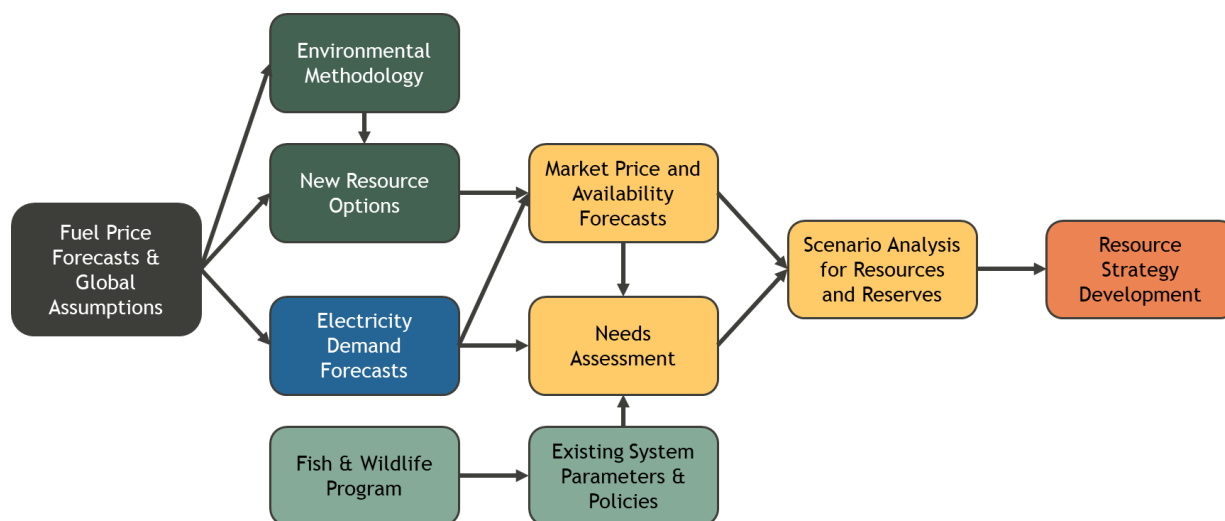 Environmental
Methodology
New Resource
Options
Market Price and
Availability
Forecasts
Fuel Price
Forecasts &
Global
Assumptions
Scenario Analysis
for Resources
and Reserves
Resource
Strategy
Development
Electricity
Demand
Forecasts
Needs
Assessment
Fish & Wildlife
Program
Existing System
Parameters &
Policies